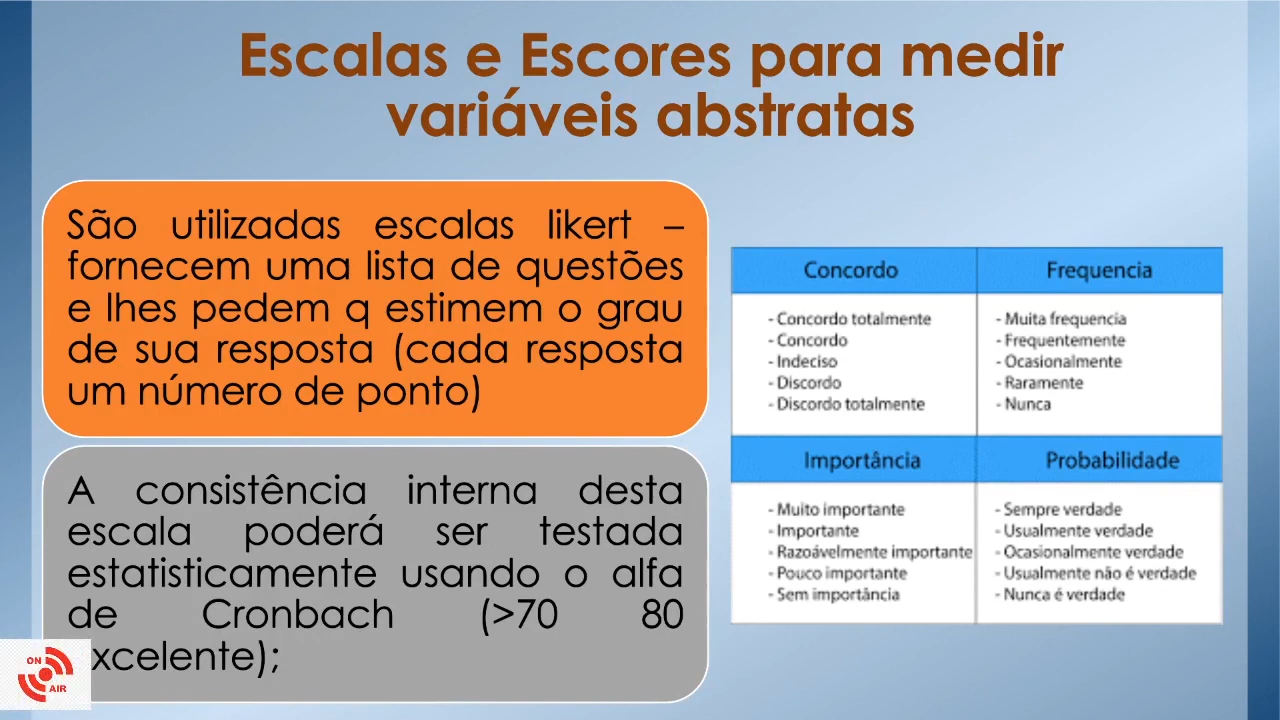 Escalas e Escores para medir
variáveis abstratas
São utilizadas escalas likert –
fornecem uma lista de questões
e lhes pedem q estimem o grau
de sua resposta (cada resposta
um número de ponto)
A consistência interna desta
escala poderá ser testada
estatisticamente usando o alfa
de Cronbach (>70 80
xcelente);
Concordo
- Concordo totalmente
- Concordo
- Indeciso
- Discordo
- Discordo totalmente
Frequencia
- Muita frequencia
- Frequentemente
- Ocasionalmente
- Raramente
- Nunca
Importância
- Muito importante
- Importante
- Razoávelmente importante
- Pouco importante
- Sem importância
Probabilidade
- Sempre verdade
- Usualmente verdade
- Ocasionalmente verdade
- Usualmente não é verdade
- Nunca é verdade
ON
AIR